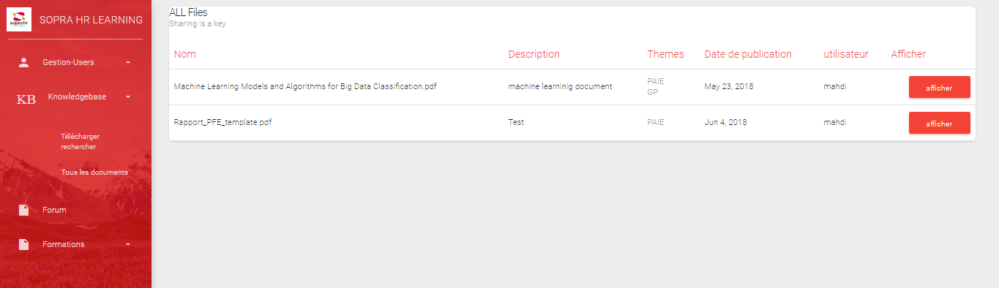 sopra hr
SOPRA HR LEARNING
Gestion-Users
KB Knowledgebase
Télécharger
rechercher
Tous les documents
Forum
Formations
ALL Files
Sharing is a key
Nom Description Themes Date de publication utilisateur Afficher
Machine Learning Models and Algorithms for Big Data Classification.pdf machine learninig document PAIE GP May 23, 2018 mahdi afficher
Rapport_PFE_template.pdf Test PAIE Jun 4, 2018 mahdi afficher